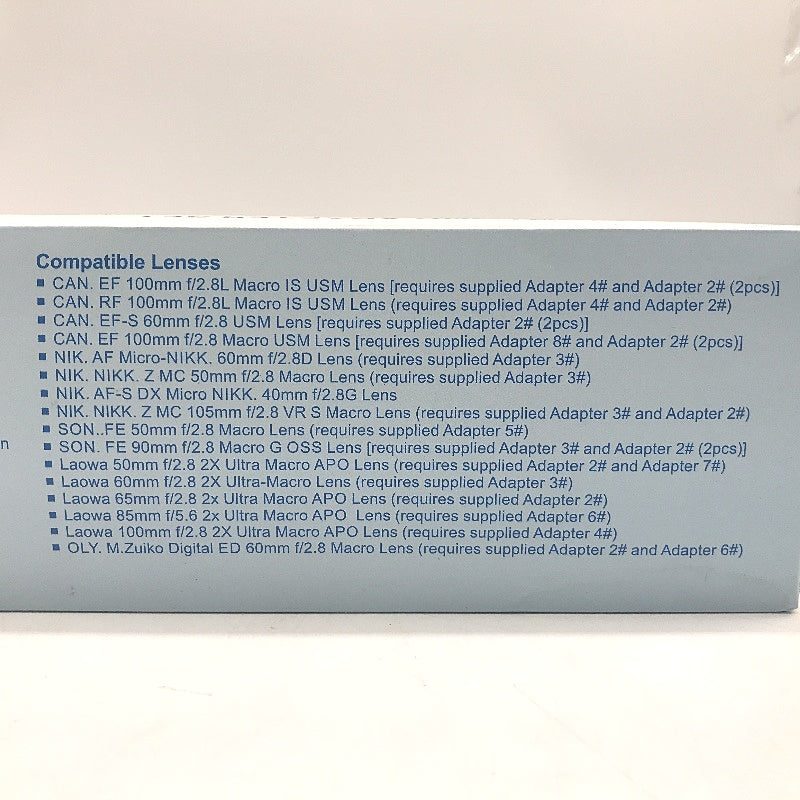 Compatible Lenses
▪ CAN. EF 100mm f/2.8L Macro IS USM Lens [requires supplied Adapter 4# and Adapter 2# (2pcs)]
▪ CAN. RF 100mm f/2.8L Macro IS USM Lens (requires supplied Adapter 4# and Adapter 2#)
▪ CAN. EF-S 60mm f/2.8 USM Lens [requires supplied Adapter 2# (2pcs)]
▪ CAN. EF 100mm f/2.8 Macro USM Lens [requires supplied Adapter 8# and Adapter 2# (2pcs)]
▪ NIK. AF Micro-NIKK. 60mm f/2.8D Lens (requires supplied Adapter 3#)
▪ NIK. NIKK. Z MC 50mm f/2.8 Macro Lens (requires supplied Adapter 3#)
▪ NIK. AF-S DX Micro NIKK. 40mm f/2.8G Lens
▪ NIK. NIKK. Z MC 105mm f/2.8 VR S Macro Lens (requires supplied Adapter 3# and Adapter 2#)
▪ SON..FE 50mm f/2.8 Macro Lens (requires supplied Adapter 5#)
n
▪ SON. FE 90mm f/2.8 Macro G OSS Lens [requires supplied Adapter 3# and Adapter 2# (2pcs)]
▪ Laowa 50mm f/2.8 2X Ultra Macro APO Lens (requires supplied Adapter 2# and Adapter 7#)
▪ Laowa 60mm f/2.8 2X Ultra-Macro Lens (requires supplied Adapter 3#)
▪ Laowa 65mm f/2.8 2x Ultra Macro APO Lens (requires supplied Adapter 2#)
▪ Laowa 85mm f/5.6 2x Ultra Macro APO Lens (requires supplied Adapter 6#)
▪ Laowa 100mm f/2.8 2X Ultra Macro APO Lens (requires supplied Adapter 4#)
▪ OLY. M.Zuiko Digital ED 60mm f/2.8 Macro Lens (requires supplied Adapter 2# and Adapter 6#)